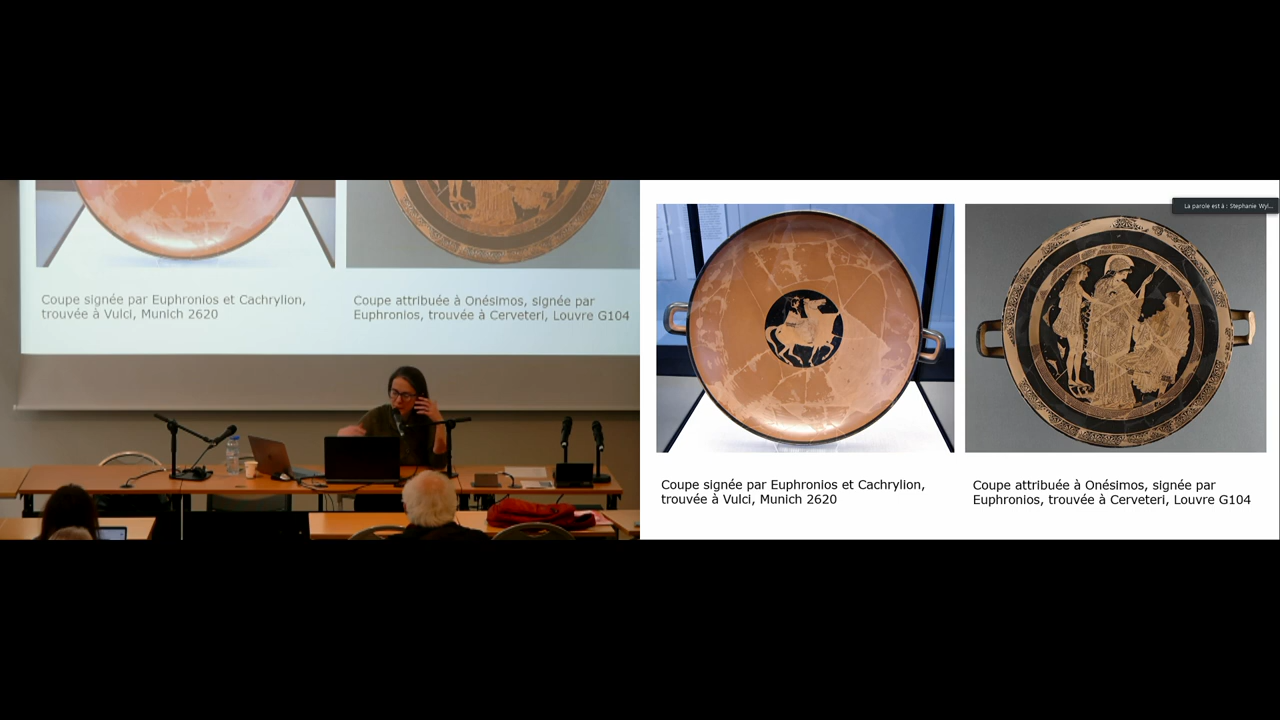 Coupe signée par Euphronios et Cachrylion,
trouvée à Vulci, Munich 2620
Coupe attribuée à Onésimos, signée par
Euphronios, trouvée à Cerveteri, Louvre G104
La parole est à : Stephanie Wyl...
Coupe signée par Euphronios et Cachrylion,
trouvée à Vulci, Munich 2620
Coupe attribuée à Onésimos, signée par
Euphronios, trouvée à Cerveteri, Louvre G104